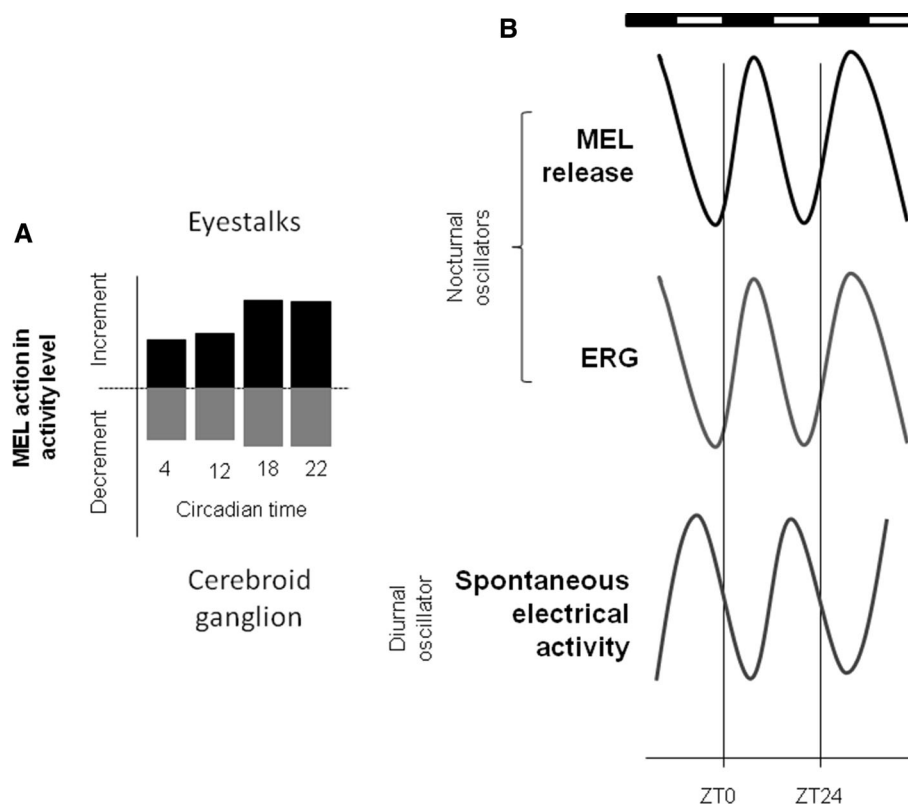 A
Eyestalks
MEL action in
activity level
Increment
Decrement
4 12 18 22
Circadian time
Cerebroid
ganglion
B
Nocturnal
oscillators
MEL
release
ERG
Diurnal
oscillator
Spontaneous
electrical
activity
ZT0 ZT24